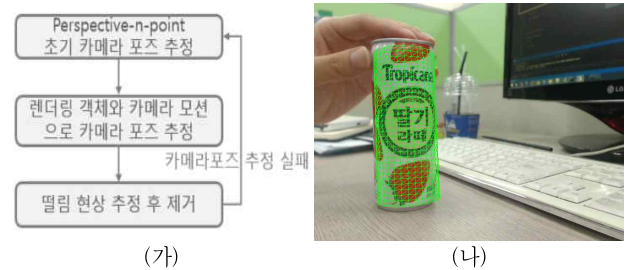 Perspective-n-point
초기 카메라 포즈 추정
렌더링 객체와 카메라 모션
으로 카메라 포즈 추정
카메라포즈 추정 실패
떨림 현상 추정 후 제거
(가)
Tropicana
딸기
라떼
LG
(나)